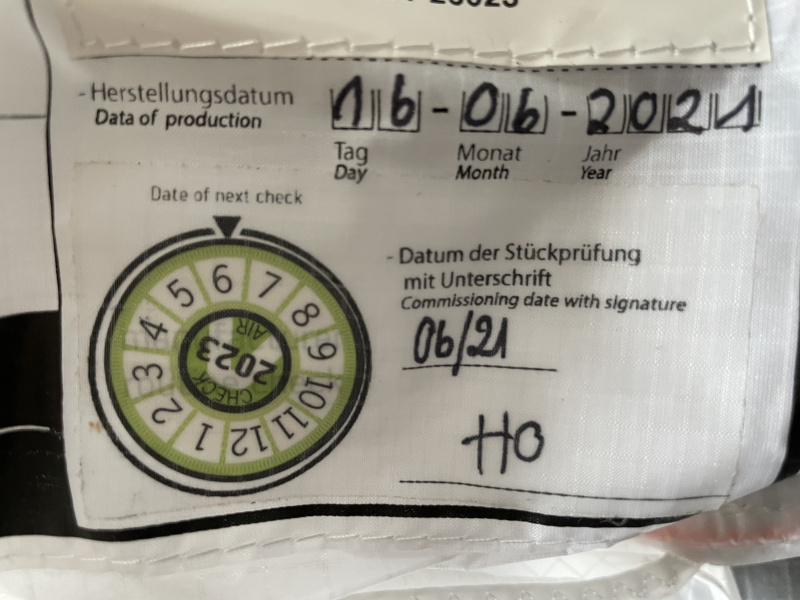 - Herstellungsdatum 16 - 06 - 2021
Data of production
Tag Monat Jahr
Day Month Year
Date of next check
- Datum der Stückprüfung
mit Unterschrift
Commissioning date with signature
06/21
HO
1 2 3 4 5 6 7 8 9 10 11 12
2023
CHECK AIR